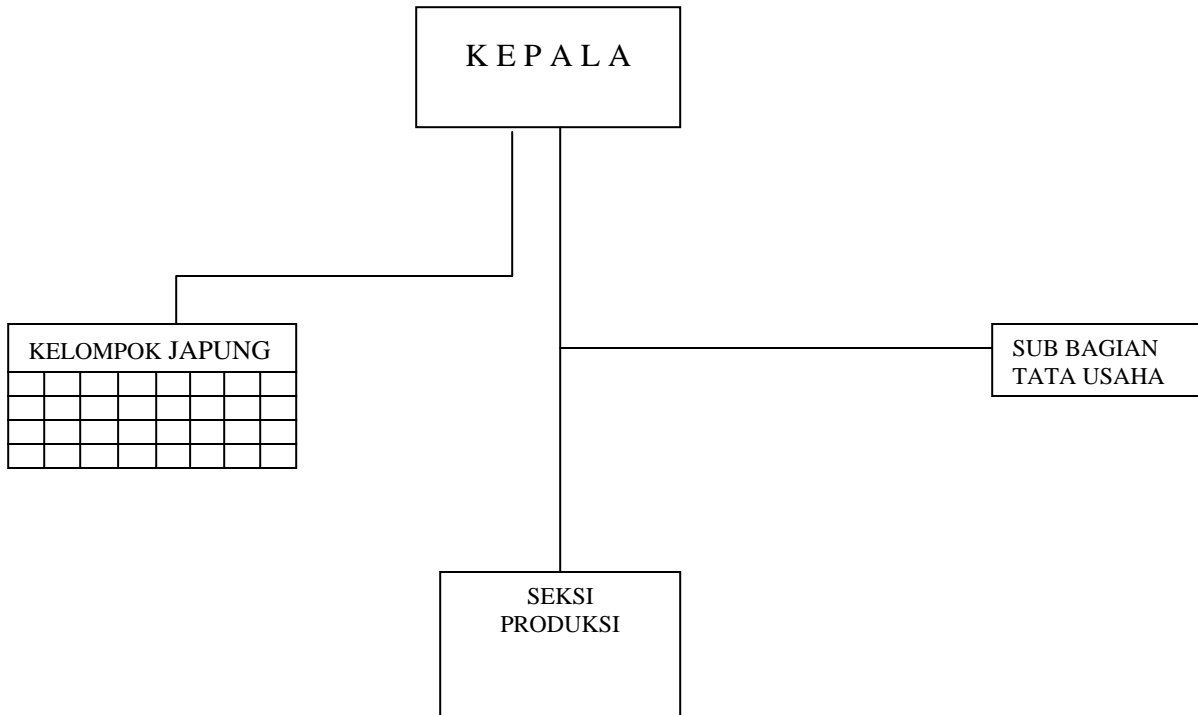 K E P A L A
KELOMPOK JAPUNG
SUB BAGIAN
TATA USAHA
SEKSI
PRODUKSI